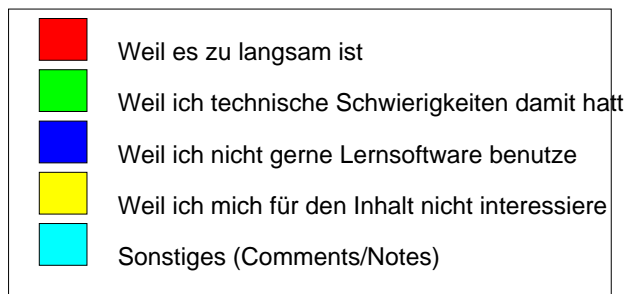 Weil es zu langsam ist
Weil ich technische Schwierigkeiten damit hatt
Weil ich nicht gerne Lernsoftware benutze
Weil ich mich für den Inhalt nicht interessiere
Sonstiges (Comments/Notes)